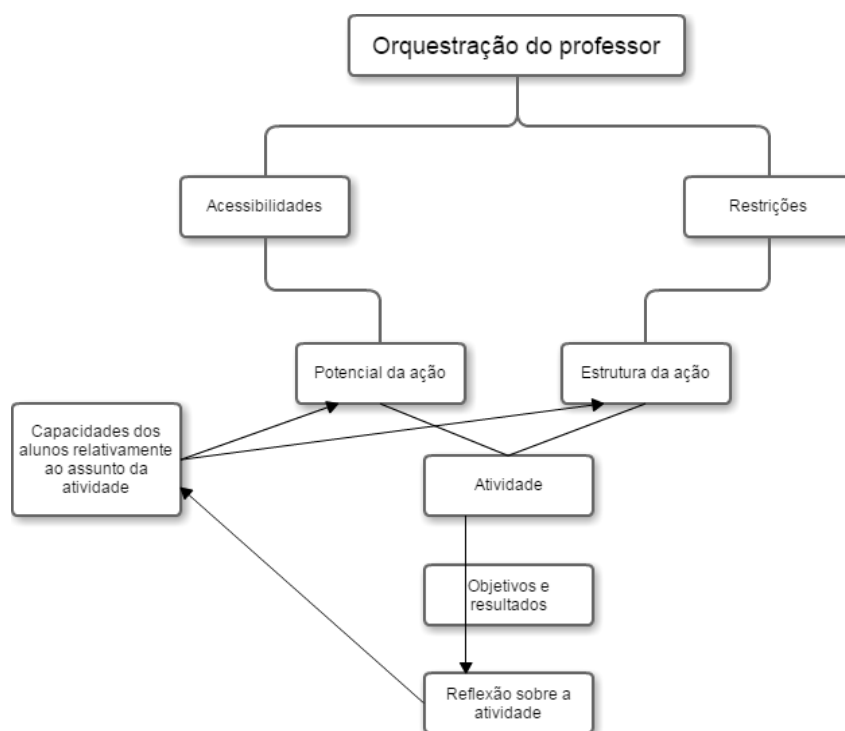 Orquestração do professor
Acessibilidades
Restrições
Potencial da ação
Estrutura da ação
Capacidades dos
alunos relativamente
ao assunto da
atividade
Atividade
Objetivos e
resultados
Reflexão sobre a
atividade